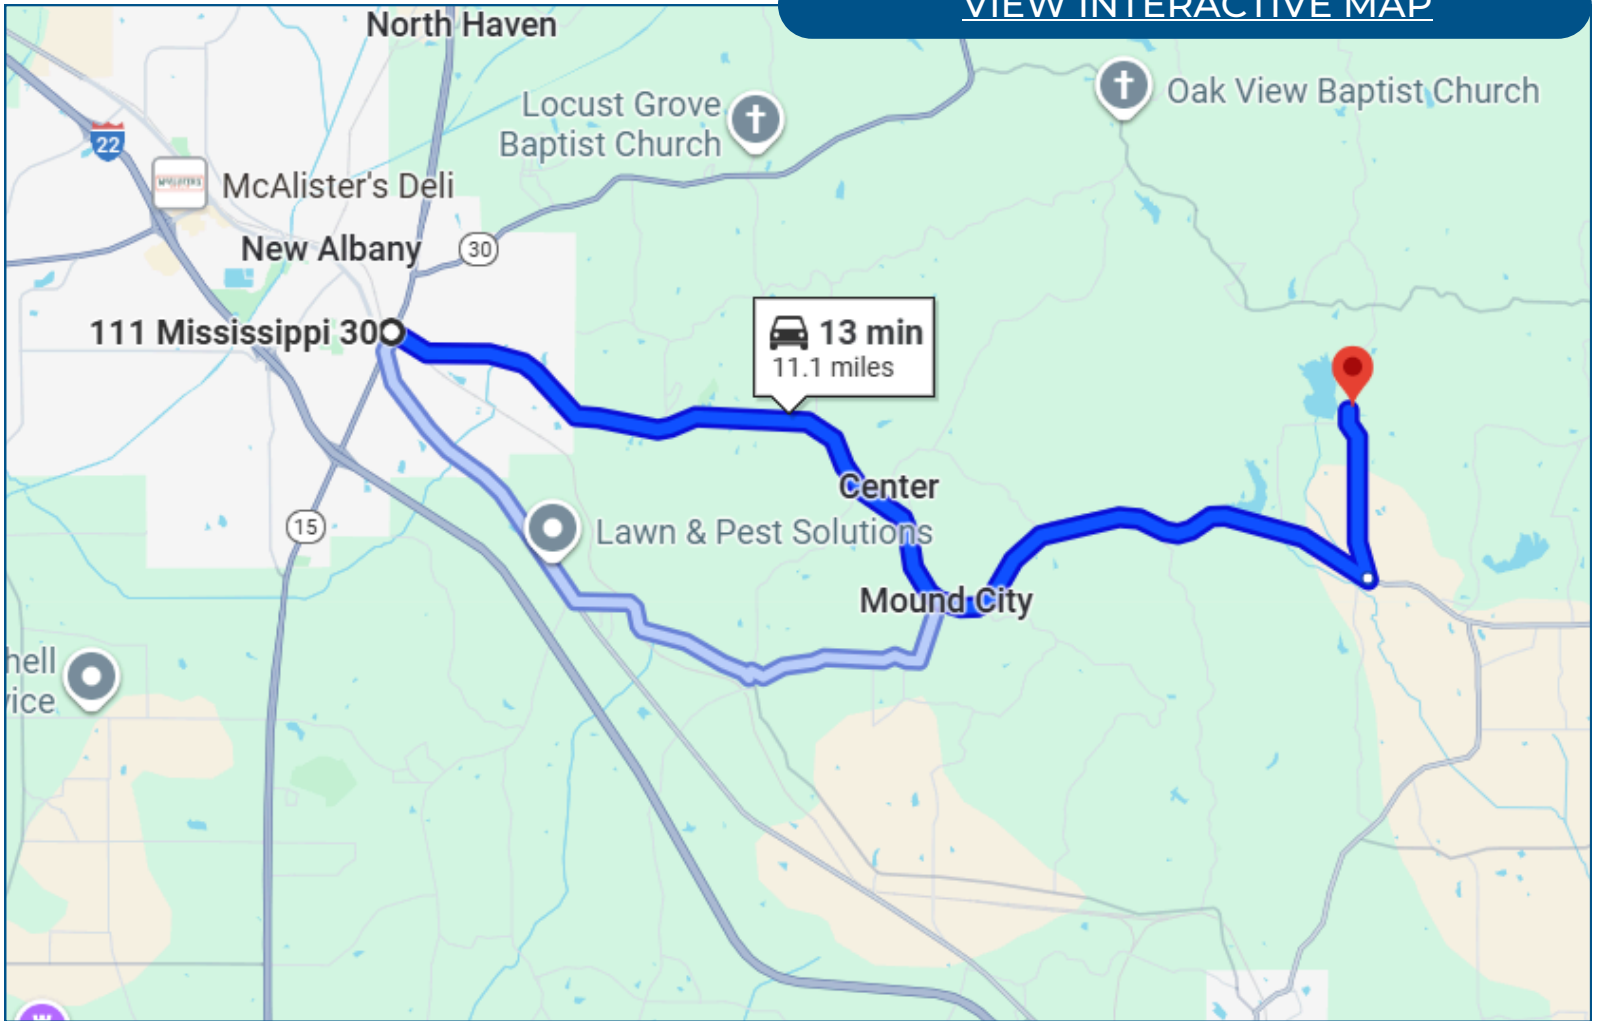 VIEW INTERACTIVE MAP
North Haven
Locust Grove
Baptist Church
Oak View Baptist Church
22
McAlister's Deli
New Albany
30
111 Mississippi 30
13 min
11.1 miles
Center
Lawn & Pest Solutions
15
Mound City
hell
vice